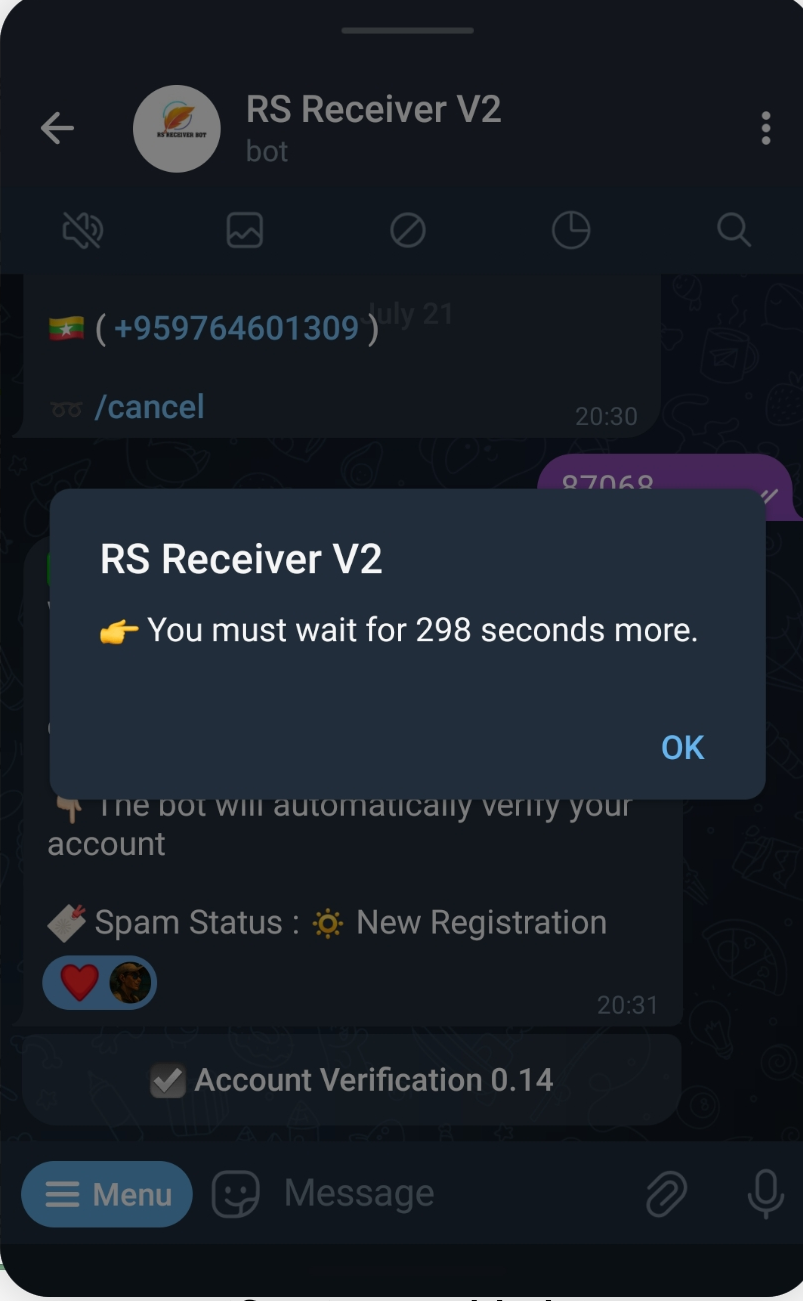 RS Receiver V2
RS RECEIVER BOT
bot
July 21
🇲🇲 ( +959764601309 )
➿ /cancel
20:30
87068
RS Receiver V2
👉 You must wait for 298 seconds more.
OK
👇🏼 The bot will automatically verify your
account
Spam Status : 🔅 New Registration
20:31
☑️ Account Verification 0.14
Menu
Message